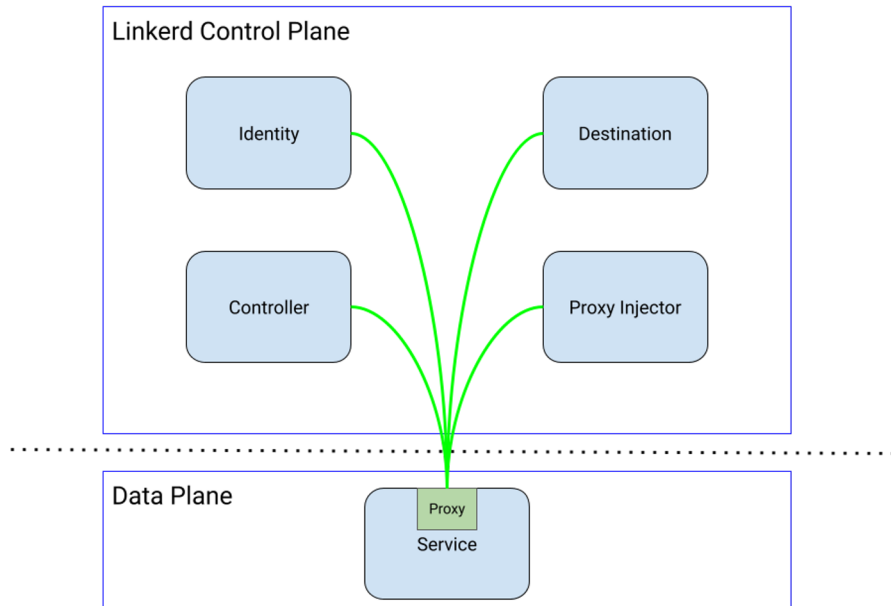 Linkerd Control Plane
Identity
Destination
Controller
Proxy Injector
Data Plane
Proxy
Service